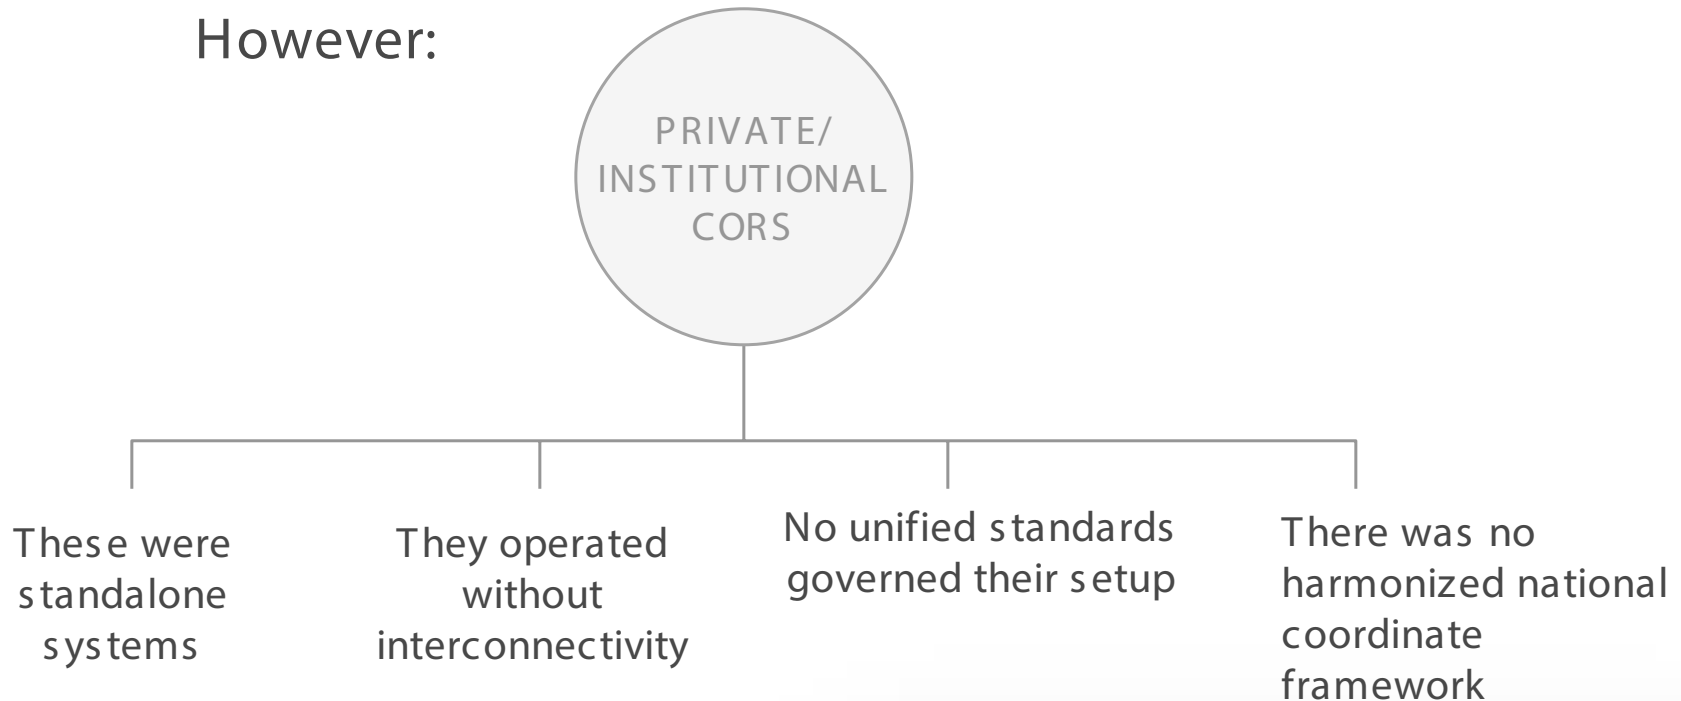 However:
PRIVATE/
INSTITUTIONAL
CORS
These were
standalone
systems
They operated
without
interconnectivity
No unified standards
governed their setup
There was no
harmonized national
coordinate
framework